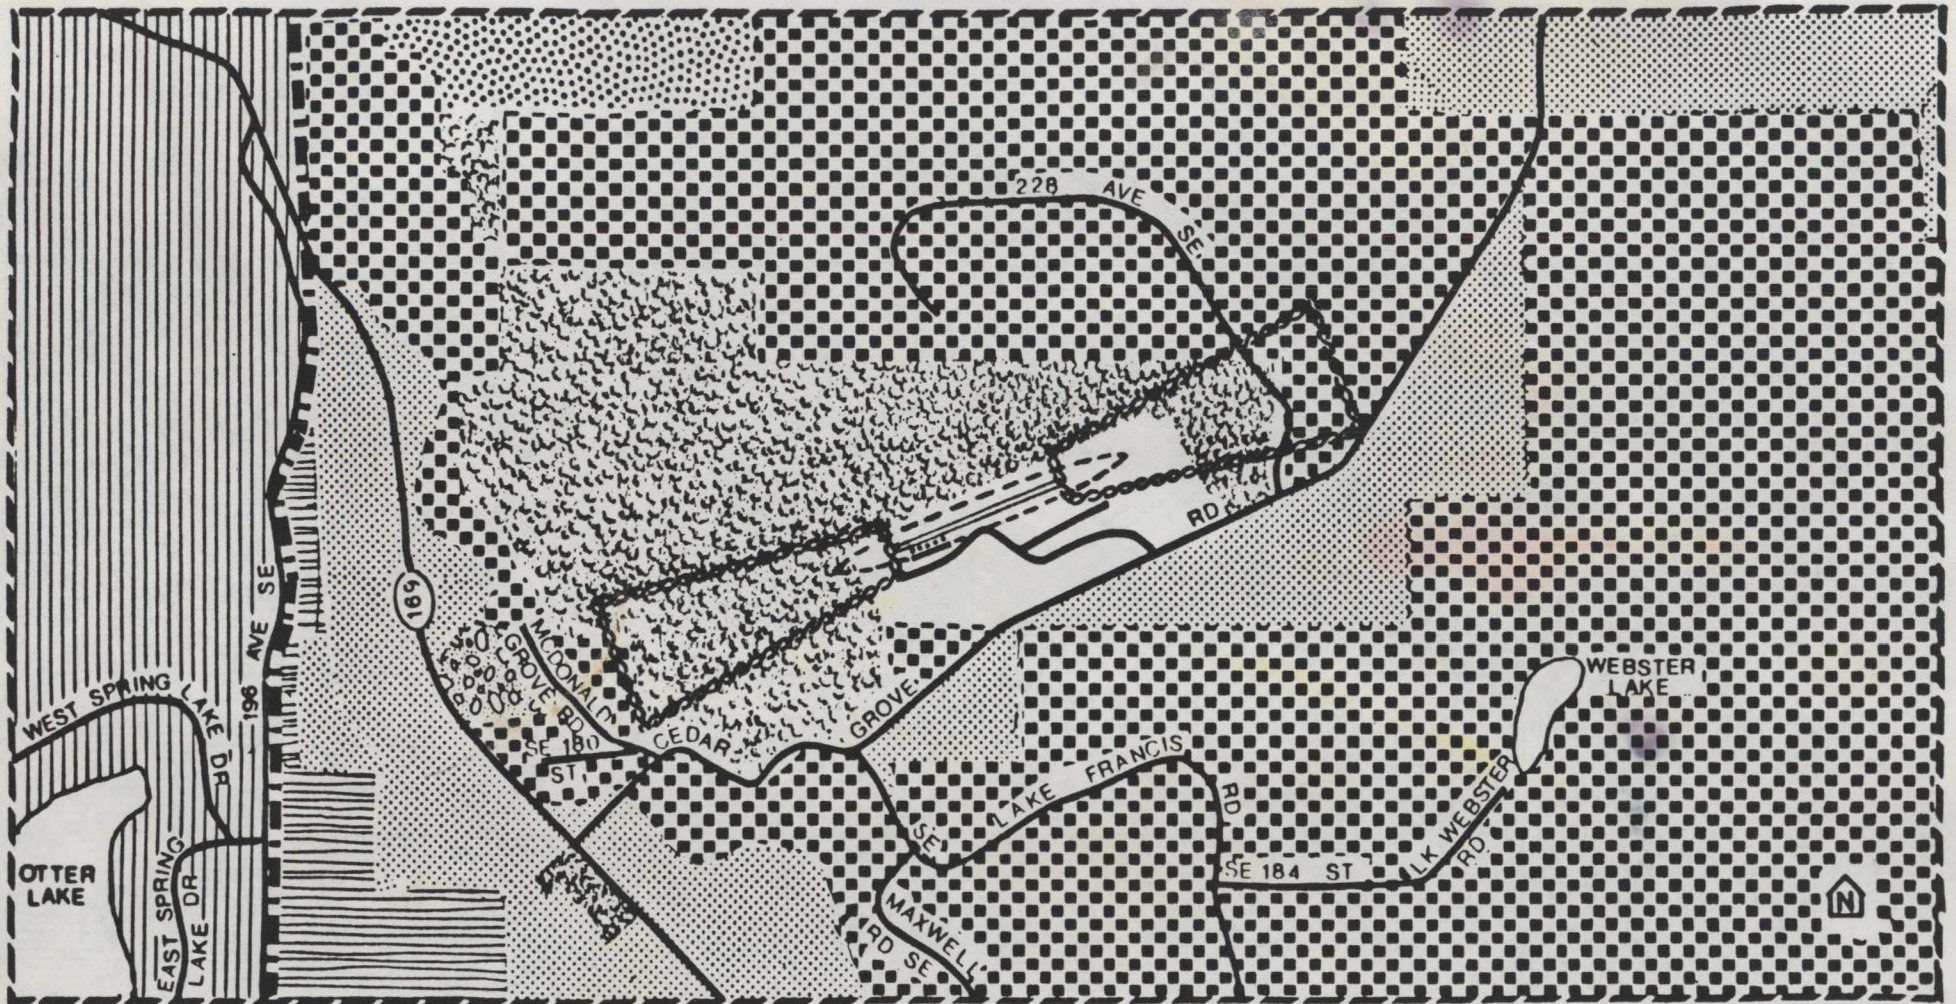 228 AVE SE
RD
169
196 AVE SE
MCDONALD
GROVE RD
SE 180
ST
CEDAR
GROVE
WEST SPRING LAKE DR
OTTER
LAKE
EAST SPRING
LAKE DR
SE
LAKE FRANCIS
RD
MAXWELL
RD SE
SE 184 ST
LK WEBSTER
RD
WEBSTER
LAKE
N